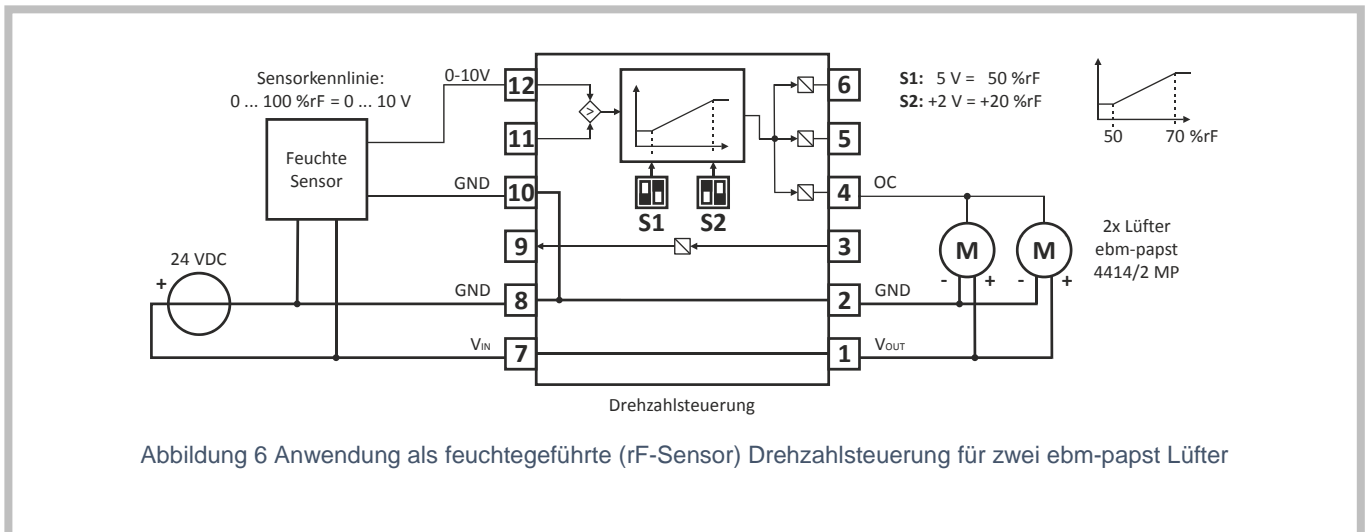 Sensorkennlinie:
0 ... 100 %rF = 0 ... 10 V
0-10V
12
11
Feuchte
Sensor
GND
10
9
24 VDC
+
GND
8
VIN
7
S1
S2
6
5
4
OC
3
2
GND
1
VOUT
M
M
- + - +
2x Lüfter
ebm-papst
4414/2 MP
S1: 5 V = 50 %rF
S2: +2 V = +20 %rF
50 70 %rF
>
Drehzahlsteuerung
Abbildung 6 Anwendung als feuchtegeführte (rF-Sensor) Drehzahlsteuerung für zwei ebm-papst Lüfter